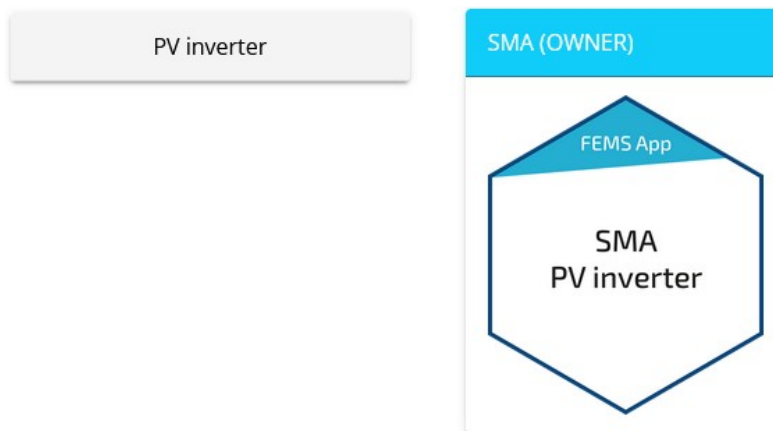 PV inverter
SMA (OWNER)
FEMS App
SMA
PV inverter